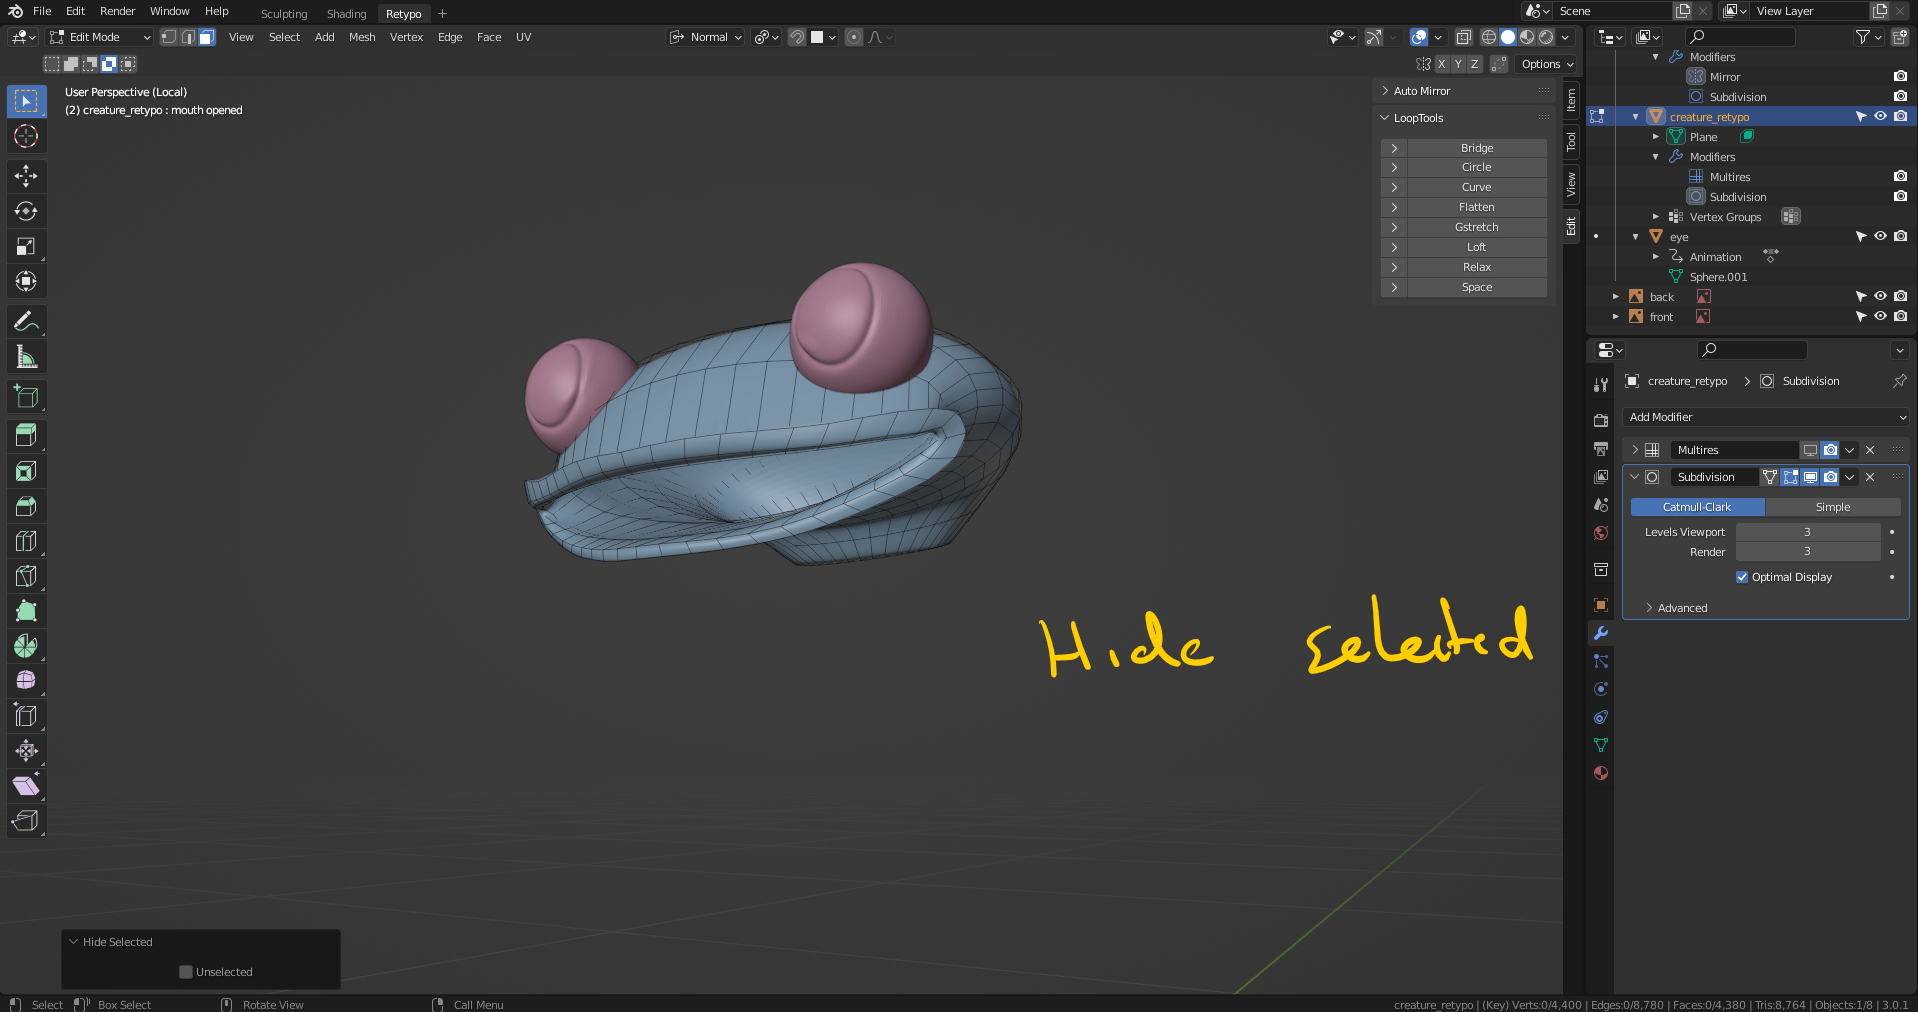 File Edit Render Window Help Sculpting Shading Retypo + Scene View Layer
Edit Mode View Select Add Mesh Vertex Edge Face UV Normal
X Y Z Options
User Perspective (Local)
(2) creature_retypo : mouth opened
Auto Mirror
LoopTools
Bridge
Circle
Curve
Flatten
Gstretch
Loft
Relax
Space
Item
Tool
View
Edit
Modifiers
Mirror
Subdivision
creature_retypo
Plane
Modifiers
Multires
Subdivision
Vertex Groups
eye
Animation
Sphere.001
back
front
creature_retypo > Subdivision
Add Modifier
Multires
Subdivision
Catmull-Clark Simple
Levels Viewport 3
Render 3
Optimal Display
Advanced
Hide selected
Hide Selected
Unselected
Select Box Select Rotate View Call Menu
creature_retypo | (Key) Verts:0/4,400 | Edges:0/8,780 | Faces:0/4,380 | Tris:8,764 | Objects:1/8 | 3.0.1